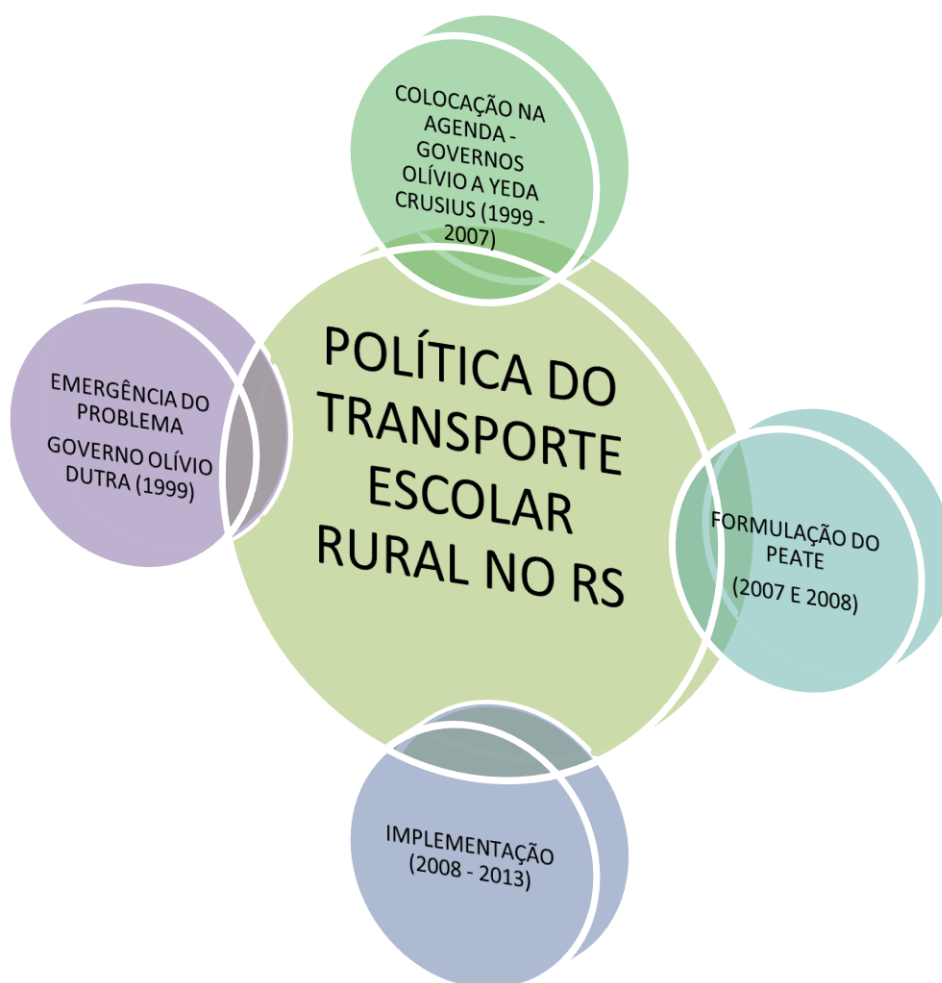 COLOCAÇÃO NA
AGENDA -
GOVERNOS
OLÍVIO A YEDA
CRUSIUS (1999 -
2007)
POLÍTICA DO
TRANSPORTE
ESCOLAR
RURAL NO RS
EMERGÊNCIA DO
PROBLEMA
GOVERNO OLÍVIO
DUTRA (1999)
FORMULAÇÃO DO
PEATE
(2007 E 2008)
IMPLEMENTAÇÃO
(2008 - 2013)